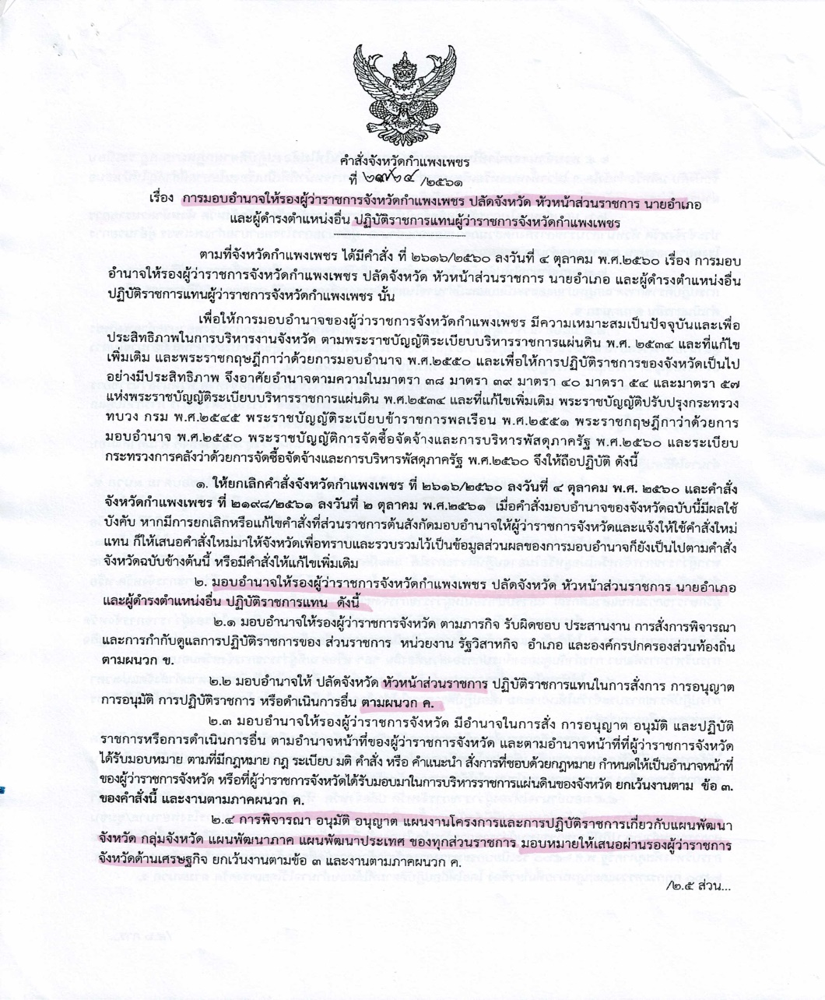 คำสั่งจังหวัดกำแพงเพชร
ที่ /๒๕๖๑
เรื่อง การมอบอำนาจให้รองผู้ว่าราชการจังหวัดกำแพงเพชร ปลัดจังหวัด หัวหน้าส่วนราชการ นายอำเภอ
และผู้ดำรงตำแหน่งอื่น ปฏิบัติราชการแทนผู้ว่าราชการจังหวัดกำแพงเพชร
ตามที่จังหวัดกำแพงเพชร ได้มีคำสั่ง ที่ ๒๖๑๖/๒๕๖๐ ลงวันที่ ๔ ตุลาคม พ.ศ.๒๕๖๐ เรื่อง การมอบ
อำนาจให้รองผู้ว่าราชการจังหวัดกำแพงเพชร ปลัดจังหวัด หัวหน้าส่วนราชการ นายอำเภอ และผู้ดำรงตำแหน่งอื่น
ปฏิบัติราชการแทนผู้ว่าราชการจังหวัดกำแพงเพชร นั้น
เพื่อให้การมอบอำนาจของผู้ว่าราชการจังหวัดกำแพงเพชร มีความเหมาะสมเป็นปัจจุบันและเพื่อ
ประสิทธิภาพในการบริหารงานจังหวัด ตามพระราชบัญญัติระเบียบบริหารราชการแผ่นดิน พ.ศ. ๒๕๓๔ และที่แก้ไข
เพิ่มเติม และพระราชกฤษฎีกาว่าด้วยการมอบอำนาจ พ.ศ.๒๕๕๐ และเพื่อให้การปฏิบัติราชการของจังหวัดเป็นไป
อย่างมีประสิทธิภาพ จึงอาศัยอำนาจตามความในมาตรา ๓๘ มาตรา ๓๙ มาตรา ๔๐ มาตรา ๕๔ และมาตรา ๕๗
แห่งพระราชบัญญัติระเบียบบริหารราชการแผ่นดิน พ.ศ.๒๕๓๔ และที่แก้ไขเพิ่มเติม พระราชบัญญัติปรับปรุงกระทรวง
ทบวง กรม พ.ศ.๒๕๔๕ พระราชบัญญัติระเบียบข้าราชการพลเรือน พ.ศ.๒๕๕๑ พระราชกฤษฎีกาว่าด้วยการ
มอบอำนาจ พ.ศ.๒๕๕๐ พระราชบัญญัติการจัดซื้อจัดจ้างและการบริหารพัสดุภาครัฐ พ.ศ.๒๕๖๐ และระเบียบ
กระทรวงการคลังว่าด้วยการจัดซื้อจัดจ้างและการบริหารพัสดุภาครัฐ พ.ศ.๒๕๖๐ จึงให้ถือปฏิบัติ ดังนี้
๑. ให้ยกเลิกคำสั่งจังหวัดกำแพงเพชร ที่ ๒๖๑๖/๒๕๖๐ ลงวันที่ ๔ ตุลาคม พ.ศ. ๒๕๖๐ และคำสั่ง
จังหวัดกำแพงเพชร ที่ ๒๑๙๘/๒๕๖๑ ลงวันที่ ๒ ตุลาคม พ.ศ.๒๕๖๑ เมื่อคำสั่งมอบอำนาจของจังหวัดฉบับนี้มีผลใช้
บังคับ หากมีการยกเลิกหรือแก้ไขคำสั่งที่ส่วนราชการต้นสังกัดมอบอำนาจให้ผู้ว่าราชการจังหวัดและแจ้งให้ใช้คำสั่งใหม่
แทน ก็ให้เสนอคำสั่งใหม่มาให้จังหวัดเพื่อทราบและรวบรวมไว้เป็นข้อมูลส่วนผลของการมอบอำนาจก็ยังเป็นไปตามคำสั่ง
จังหวัดฉบับข้างต้นนี้ หรือมีคำสั่งให้แก้ไขเพิ่มเติม
๒. มอบอำนาจให้รองผู้ว่าราชการจังหวัดกำแพงเพชร ปลัดจังหวัด หัวหน้าส่วนราชการ นายอำเภอ
และผู้ดำรงตำแหน่งอื่น ปฏิบัติราชการแทน ดังนี้
๒.๑ มอบอำนาจให้รองผู้ว่าราชการจังหวัด ตามภารกิจ รับผิดชอบ ประสานงาน การสั่งการพิจารณา
และการกำกับดูแลการปฏิบัติราชการของ ส่วนราชการ หน่วยงาน รัฐวิสาหกิจ อำเภอ และองค์กรปกครองส่วนท้องถิ่น
ตามผนวก ข.
๒.๒ มอบอำนาจให้ ปลัดจังหวัด หัวหน้าส่วนราชการ ปฏิบัติราชการแทนในการสั่งการ การอนุญาต
การอนุมัติ การปฏิบัติราชการ หรือดำเนินการอื่น ตามผนวก ค.
๒.๓ มอบอำนาจให้รองผู้ว่าราชการจังหวัด มีอำนาจในการสั่ง การอนุญาต อนุมัติ และปฏิบัติ
ราชการหรือการดำเนินการอื่น ตามอำนาจหน้าที่ของผู้ว่าราชการจังหวัด และตามอำนาจหน้าที่ที่ผู้ว่าราชการจังหวัด
ได้รับมอบหมาย ตามที่มีกฎหมาย กฎ ระเบียบ มติ คำสั่ง หรือ คำแนะนำ สั่งการที่ชอบด้วยกฎหมาย กำหนดให้เป็นอำนาจหน้าที่
ของผู้ว่าราชการจังหวัด หรือที่ผู้ว่าราชการจังหวัดได้รับมอบมาในการบริหารราชการแผ่นดินของจังหวัด ยกเว้นงานตาม ข้อ ๓.
ของคำสั่งนี้ และงานตามภาคผนวก ค.
๒.๔ การพิจารณา อนุมัติ อนุญาต แผนงานโครงการและการปฏิบัติราชการเกี่ยวกับแผนพัฒนา
จังหวัด กลุ่มจังหวัด แผนพัฒนาภาค แผนพัฒนาประเทศ ของทุกส่วนราชการ มอบหมายให้เสนอผ่านรองผู้ว่าราชการ
จังหวัดด้านเศรษฐกิจ ยกเว้นงานตามข้อ ๓ และงานตามภาคผนวก ค.
/๒.๕ ส่วน...